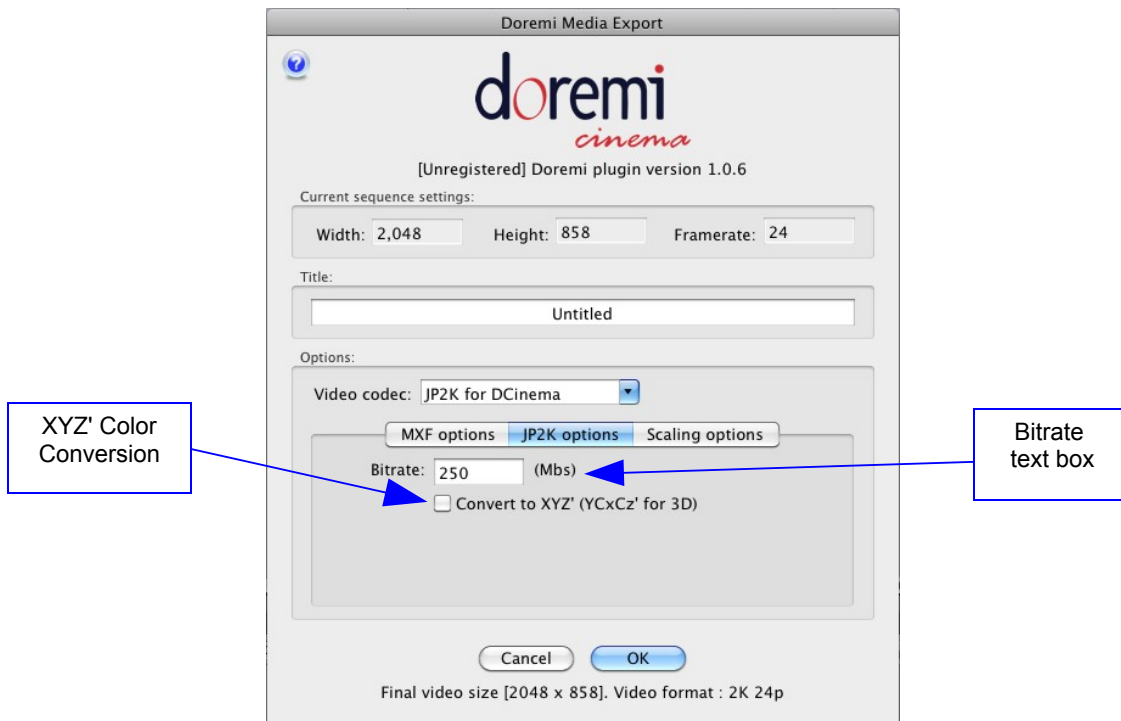 Doremi Media Export
?
doremi
cinema
[Unregistered] Doremi plugin version 1.0.6
Current sequence settings:
Width: 2,048 Height: 858 Framerate: 24
Title:
Untitled
Options:
Video codec: JP2K for DCinema
MXF options JP2K options Scaling options
Bitrate: 250 (Mbs)
Convert to XYZ' (YCxCz' for 3D)
XYZ' Color
Conversion
Bitrate
text box
Cancel OK
Final video size [2048 x 858]. Video format : 2K 24p